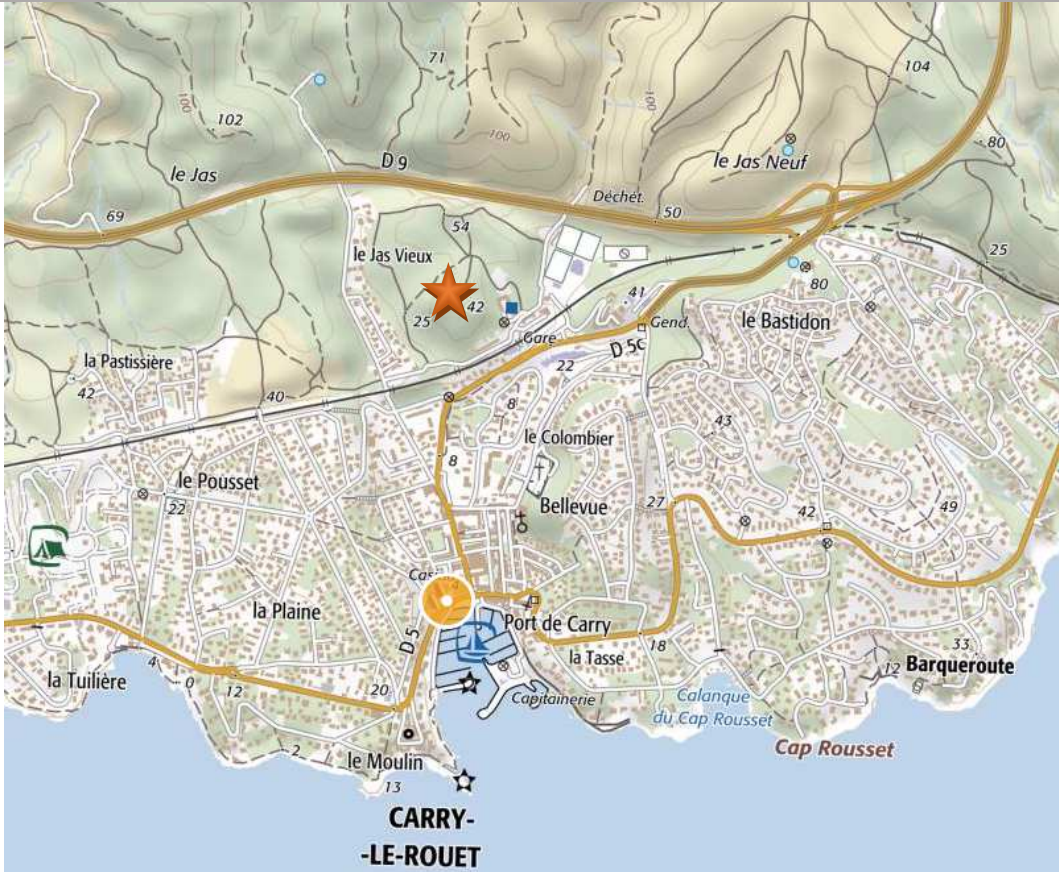 71
104
100
102
100
100
D 9
le Jas Neuf
80
le Jas
Déchét.
50
69
54
25
le Jas Vieux
42
41
80
25
Gend.
le Bastidon
Gare
D 5c
la Pastissière
22
42
40
8
43
le Colombier
8
le Pousset
27
22
Bellevue
42
49
la Plaine
Port de Carry
D 5
33
18
la Tasse
Barqueroute
4
12
la Tuilière
0
12
20
Capitainerie
Calanque
du Cap Rousset
2
Cap Rousset
le Moulin
13
CARRY-
-LE-ROUET